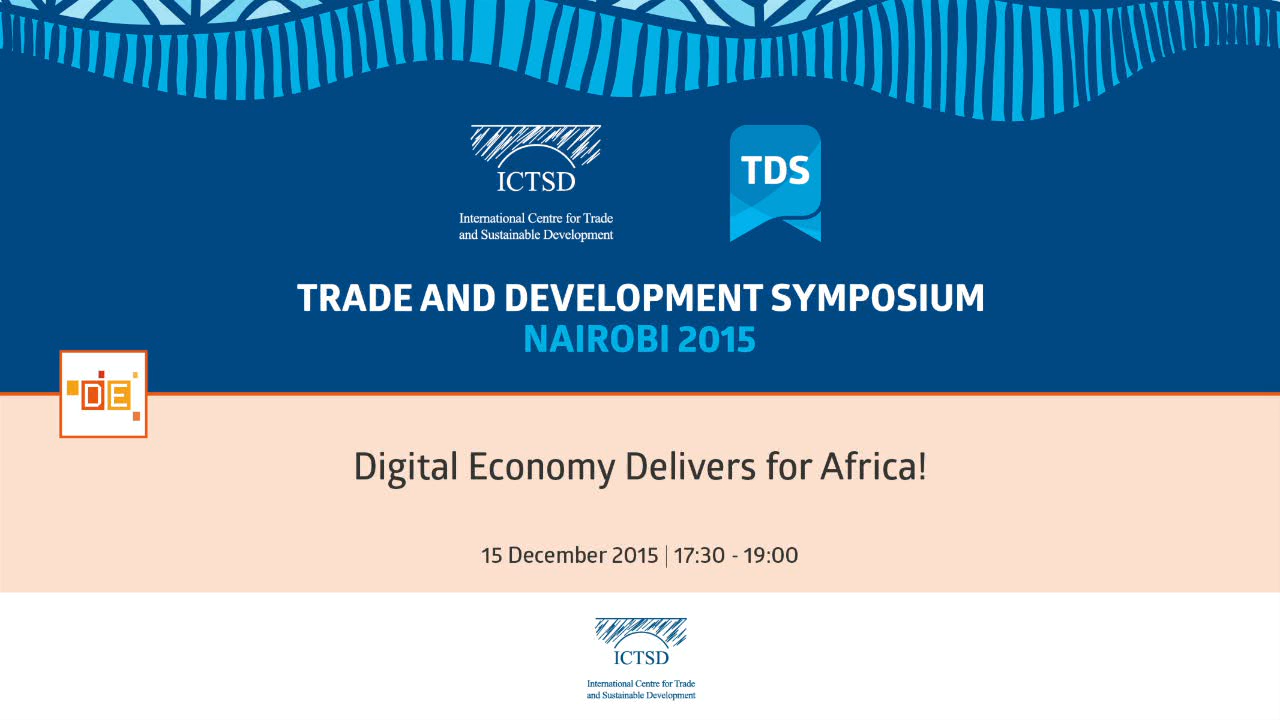 ICTSD
International Centre for Trade
and Sustainable Development
TDS
TRADE AND DEVELOPMENT SYMPOSIUM
NAIROBI 2015
DE
Digital Economy Delivers for Africa!
15 December 2015 | 17:30 - 19:00
ICTSD
International Centre for Trade
and Sustainable Development